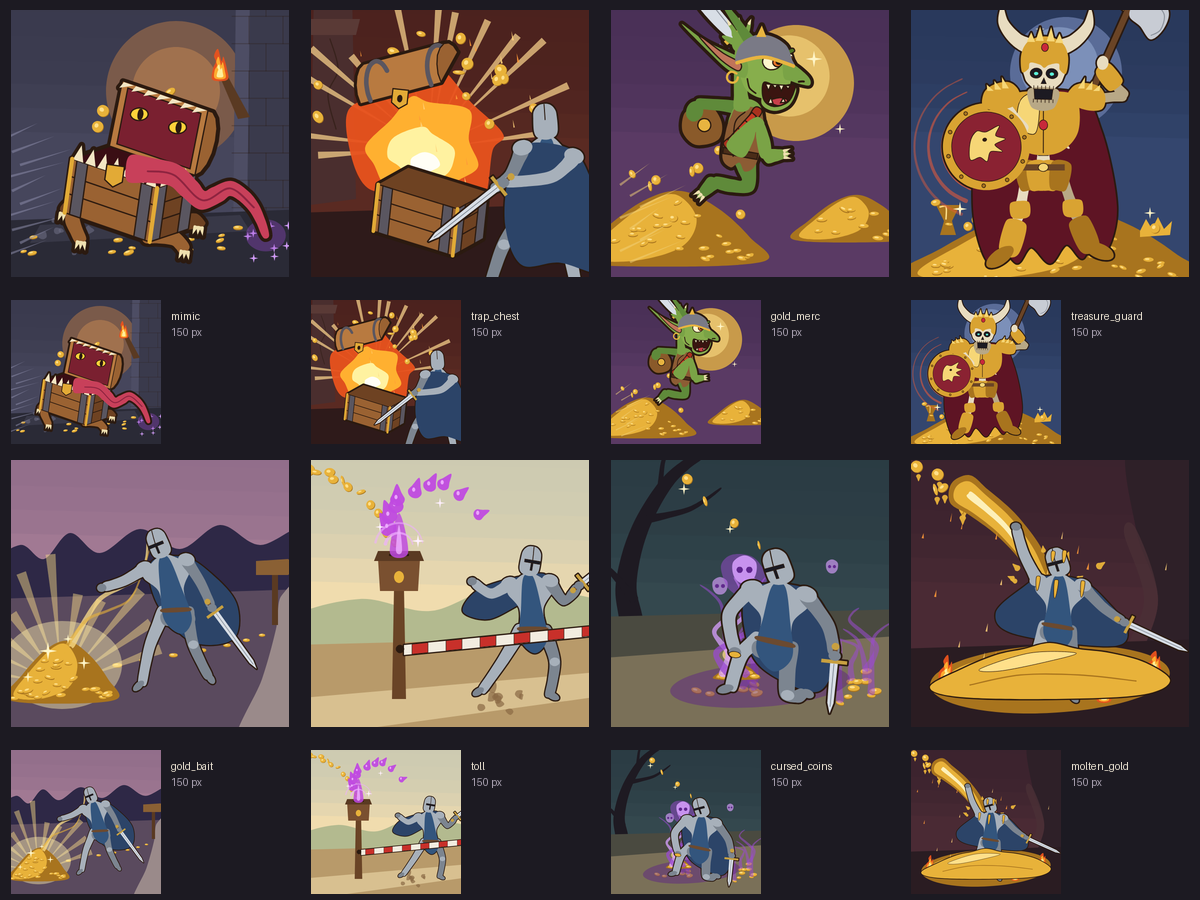 mimic
150 px
trap_chest
150 px
gold_merc
150 px
treasure_guard
150 px
gold_bait
150 px
toll
150 px
cursed_coins
150 px
molten_gold
150 px